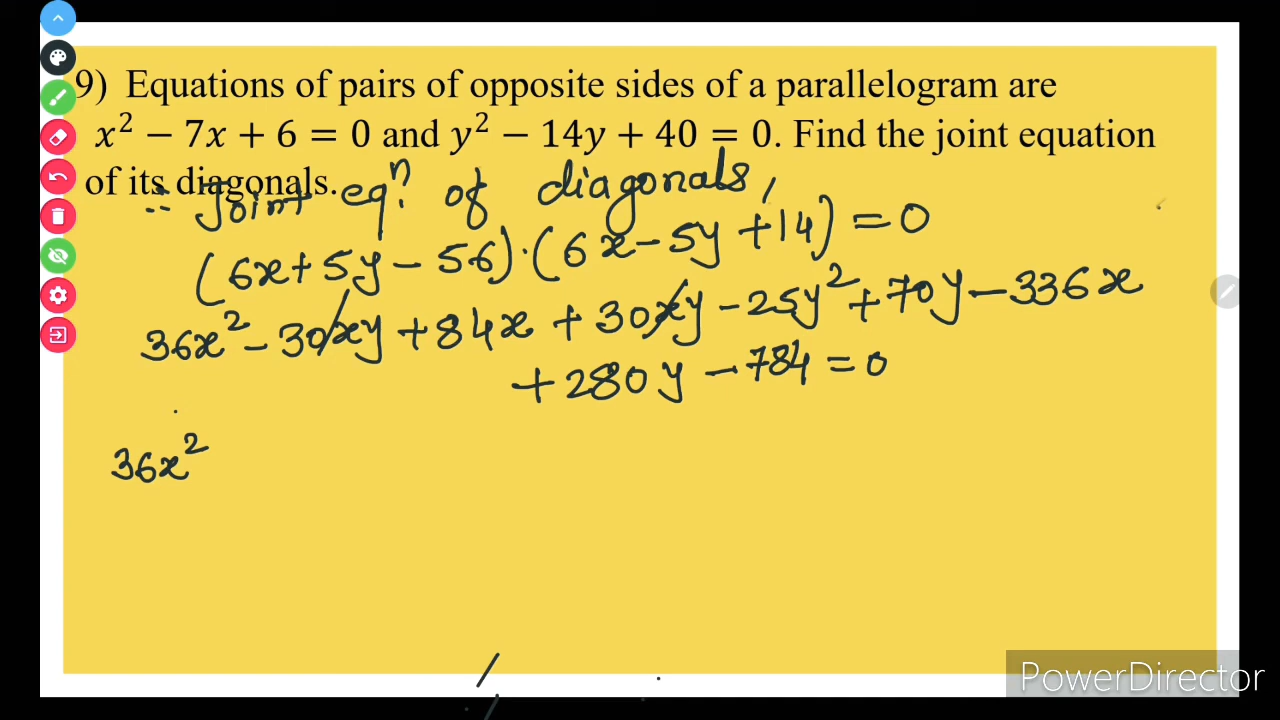 9) Equations of pairs of opposite sides of a parallelogram are
x² − 7x + 6 = 0 and y² − 14y + 40 = 0. Find the joint equation
of its diagonals.
∴ Joint eqⁿ. of diagonals,
(6x + 5y − 56)·(6x − 5y + 14) = 0
36x² − 30xy + 84x + 30xy − 25y² + 70y − 336x
+ 280y − 784 = 0
36x²
PowerDirector